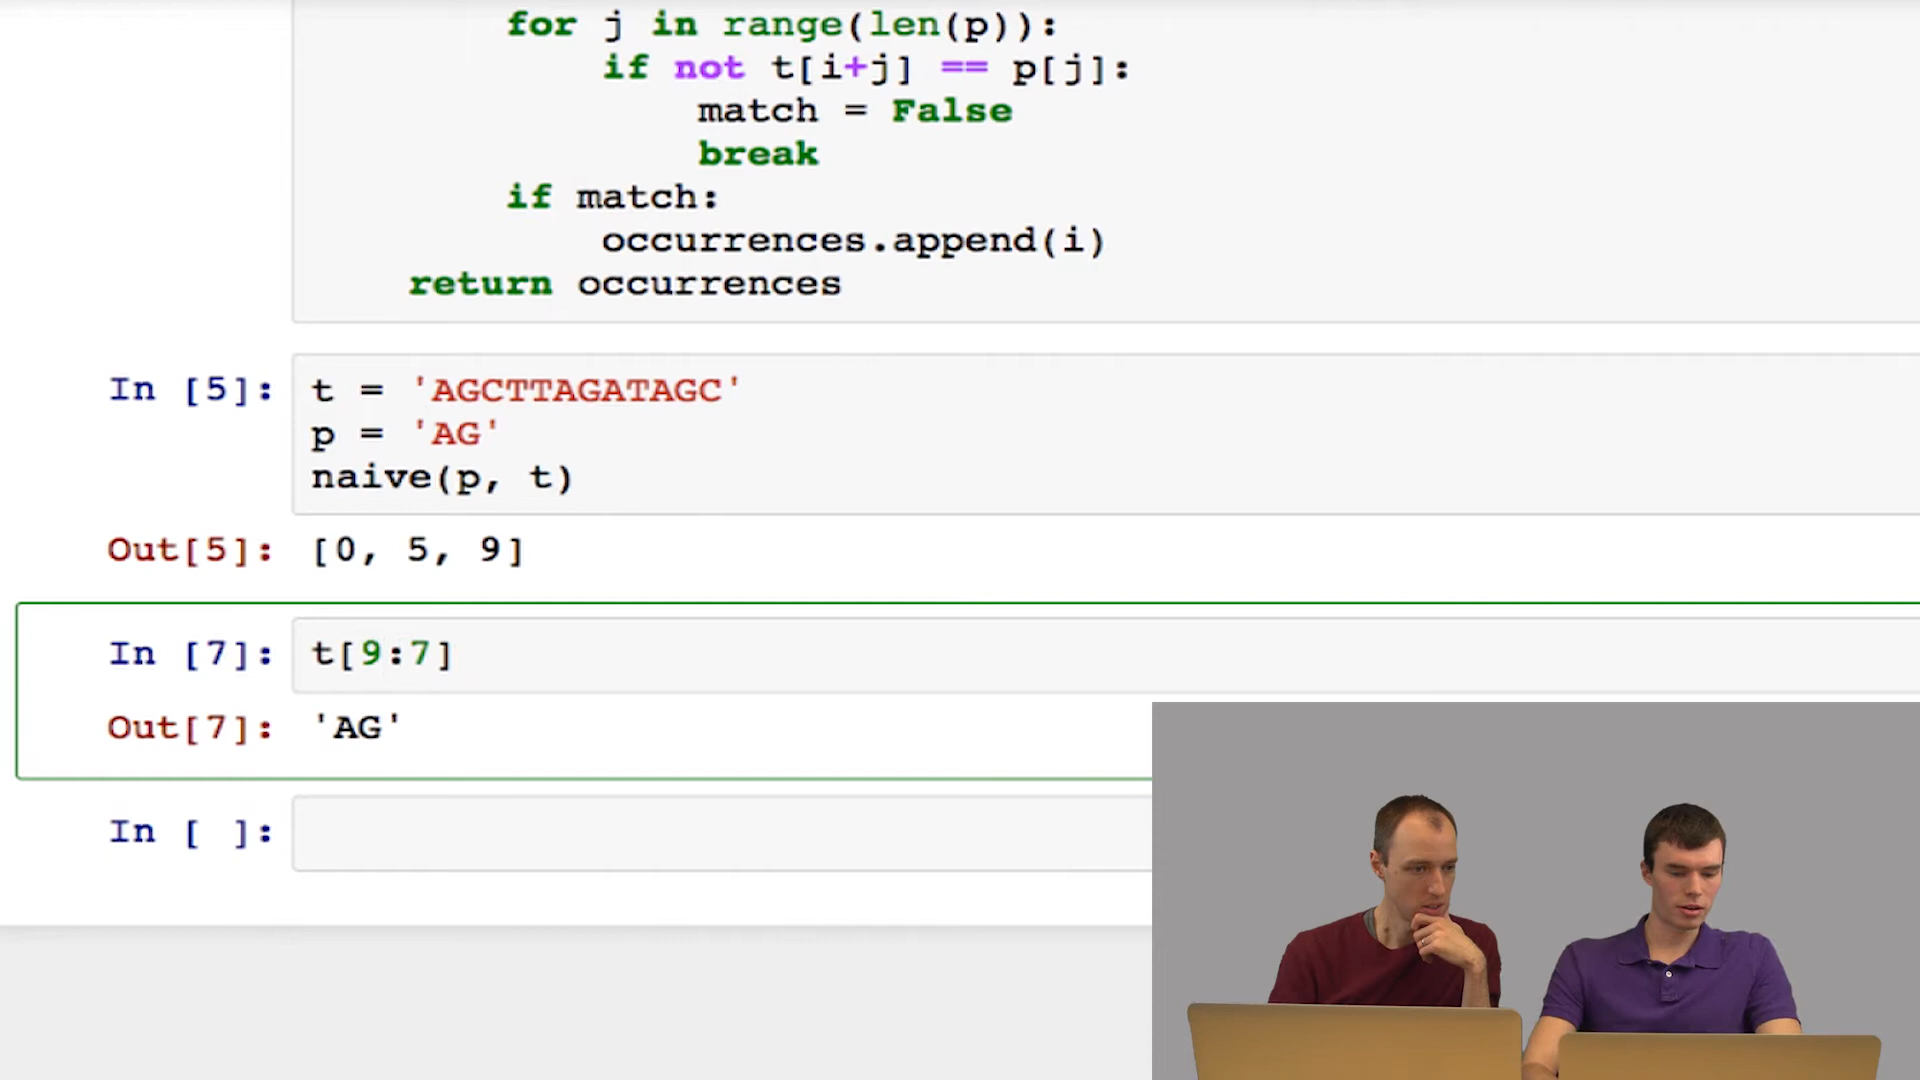 for j in range(len(p)):
if not t[i+j] == p[j]:
match = False
break
if match:
occurrences.append(i)
return occurrences
In [5]: t = 'AGCTTAGATAGC'
p = 'AG'
naive(p, t)
Out[5]: [0, 5, 9]
In [7]: t[9:7]
Out[7]: 'AG'
In [ ]: